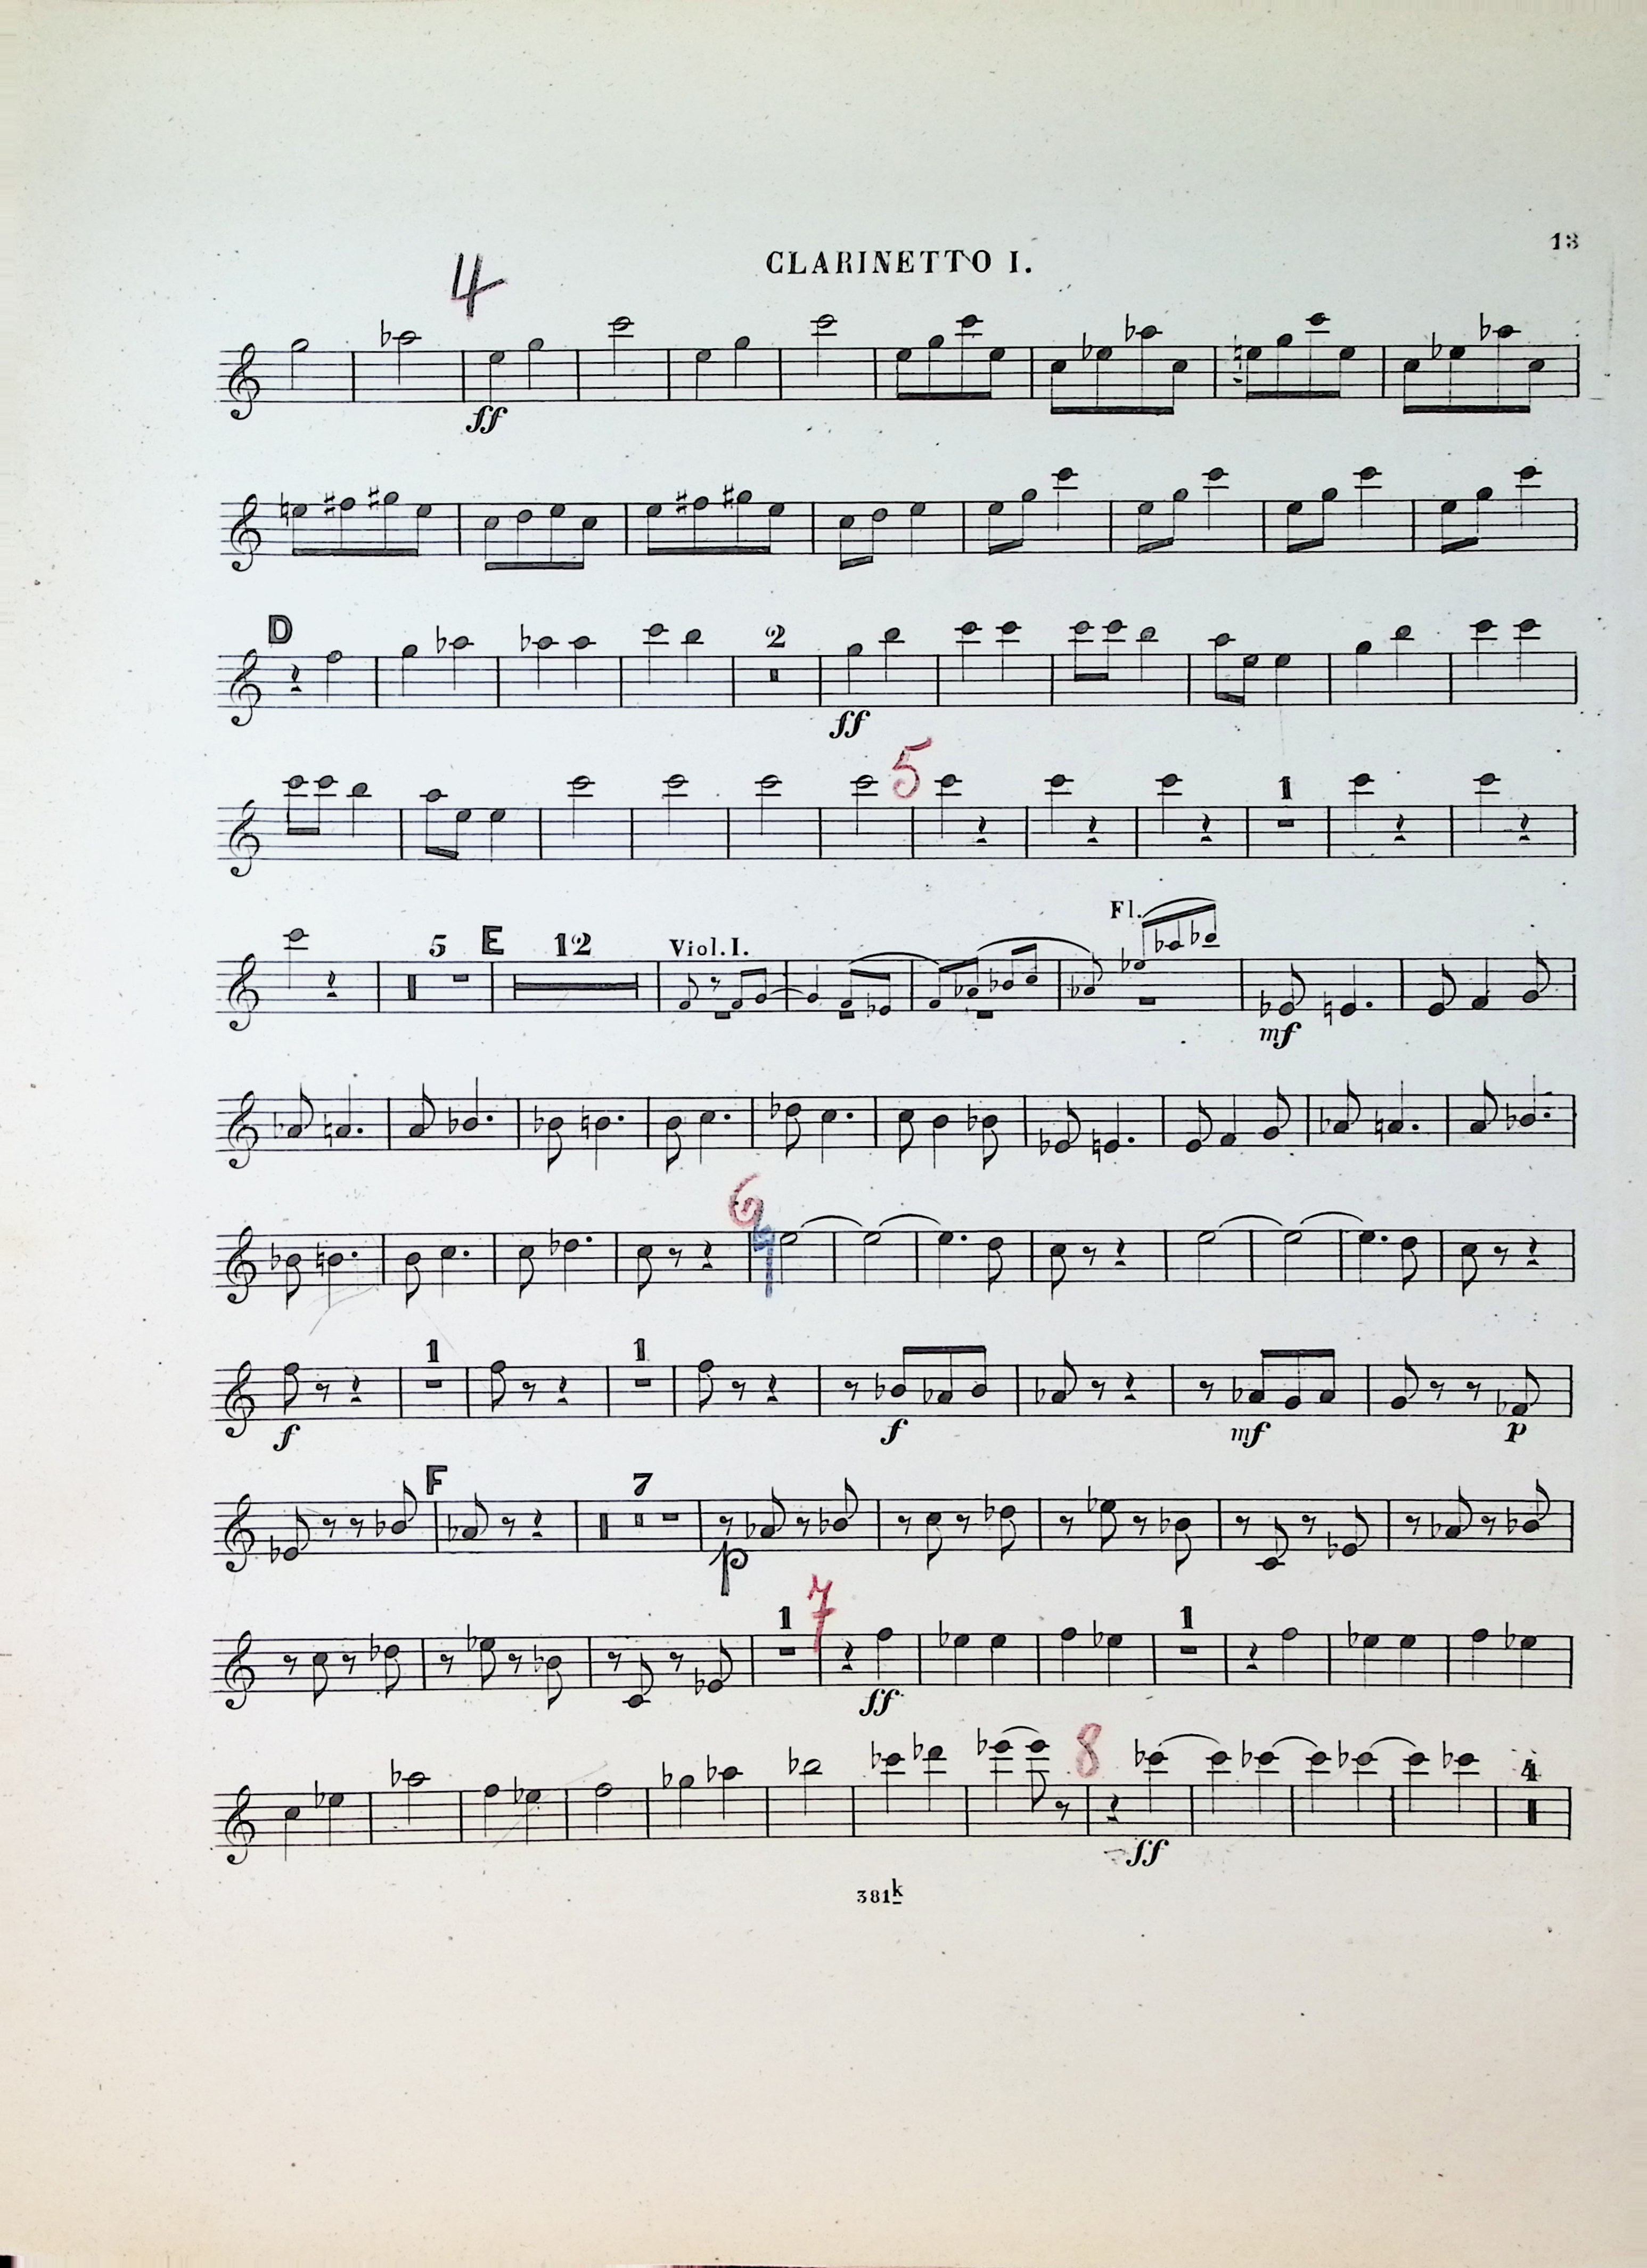 13
CLARINETTO I.
4
ff
D
2
ff
5
1
5 E 12 Viol. I. Fl.
mf
6
1 1
f f mf p
F 7
p
1 7 1
ff
8 4
ff
381k